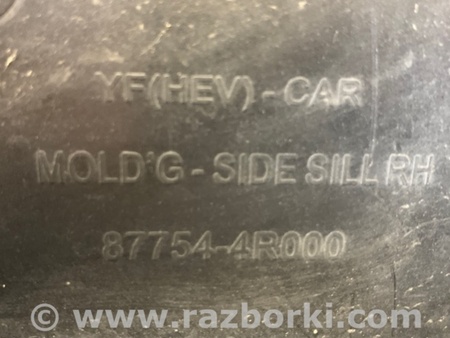 YF(HEV)-CAR
MOLD'G-SIDE SILL RH
87754-4R000
© www.razborki.com